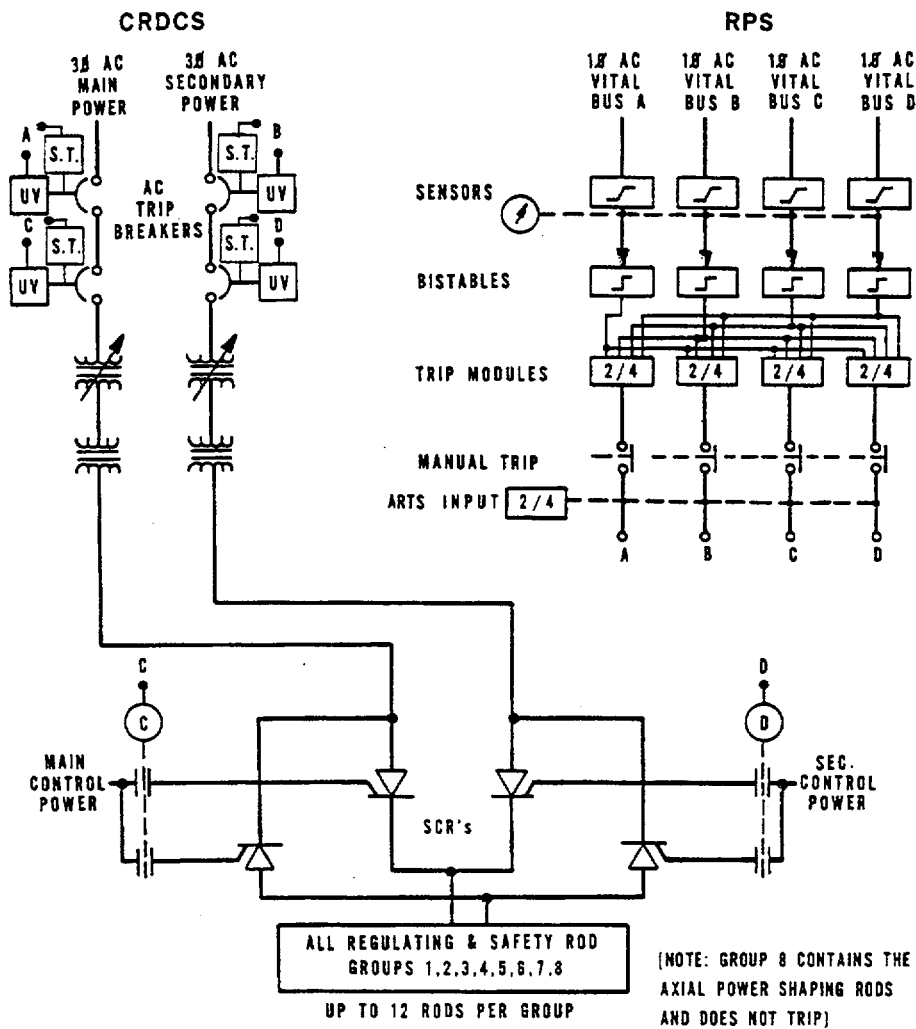 CRDCS
RPS
3Ø AC
MAIN
POWER
3Ø AC
SECONDARY
POWER
1Ø AC
VITAL
BUS A
1Ø AC
VITAL
BUS B
1Ø AC
VITAL
BUS C
1Ø AC
VITAL
BUS D
A
S.T.
UV
B
S.T.
UV
AC
TRIP
BREAKERS
C
S.T.
UV
D
S.T.
UV
SENSORS
BISTABLES
TRIP MODULES
2/4
2/4
2/4
2/4
MANUAL TRIP
ARTS INPUT
2/4
A
B
C
D
C
C
D
D
MAIN
CONTROL
POWER
SEC.
CONTROL
POWER
SCR's
ALL REGULATING & SAFETY ROD
GROUPS 1,2,3,4,5,6,7,8
UP TO 12 RODS PER GROUP
(NOTE: GROUP 8 CONTAINS THE
AXIAL POWER SHAPING RODS
AND DOES NOT TRIP)